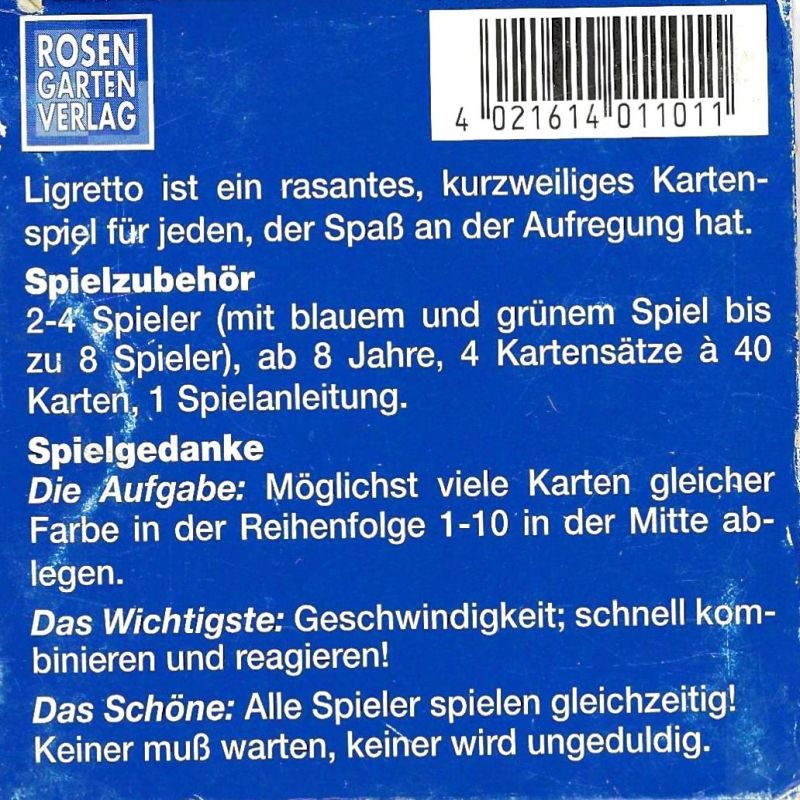 ROSEN
GARTEN
VERLAG
4 021614 011011
Ligretto ist ein rasantes, kurzweiliges Karten-
spiel für jeden, der Spaß an der Aufregung hat.
Spielzubehör
2-4 Spieler (mit blauem und grünem Spiel bis
zu 8 Spieler), ab 8 Jahre, 4 Kartensätze à 40
Karten, 1 Spielanleitung.
Spielgedanke
Die Aufgabe: Möglichst viele Karten gleicher
Farbe in der Reihenfolge 1-10 in der Mitte ab-
legen.
Das Wichtigste: Geschwindigkeit; schnell kom-
binieren und reagieren!
Das Schöne: Alle Spieler spielen gleichzeitig!
Keiner muß warten, keiner wird ungeduldig.